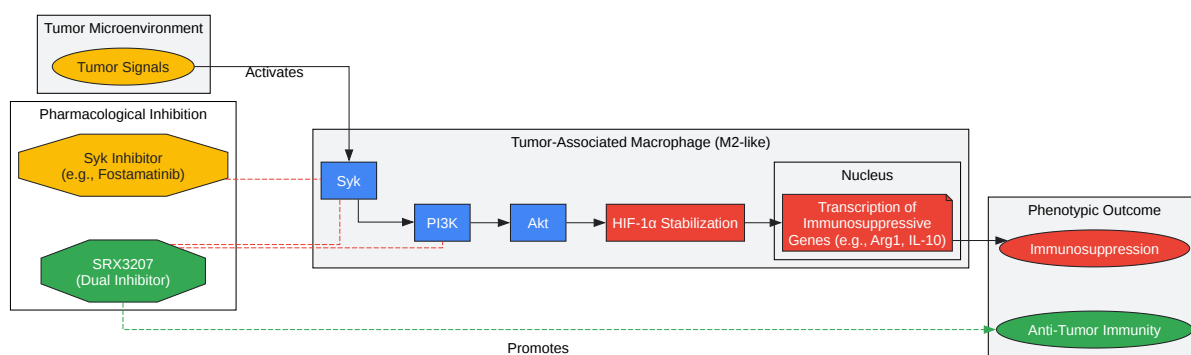 Tumor Microenvironment
Tumor Signals
Activates
Pharmacological Inhibition
Syk Inhibitor
(e.g., Fostamatinib)
SRX3207
(Dual Inhibitor)
Tumor-Associated Macrophage (M2-like)
Syk
PI3K
Akt
HIF-1α Stabilization
Nucleus
Transcription of
Immunosuppressive
Genes (e.g., Arg1, IL-10)
Phenotypic Outcome
Immunosuppression
Anti-Tumor Immunity
Promotes